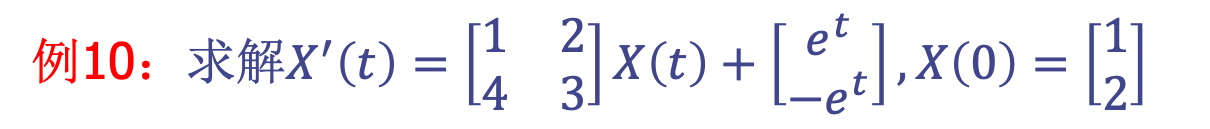 例10：求解X′(t) = [1 2; 4 3] X(t) + [e^t; −e^t], X(0) = [1; 2]